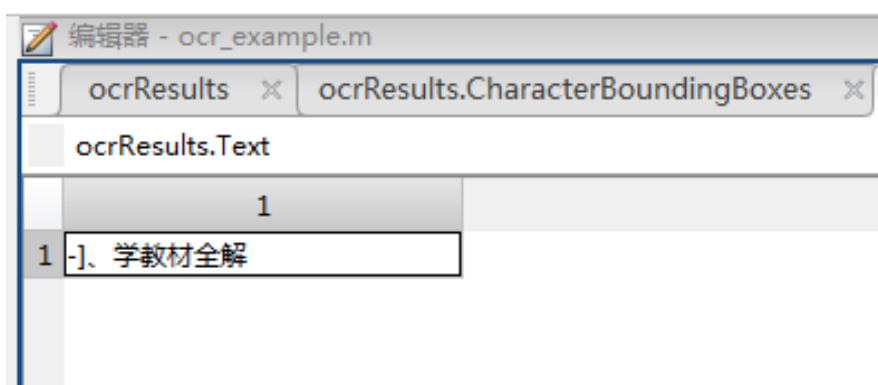 编辑器 - ocr_example.m
ocrResults ocrResults.CharacterBoundingBoxes
ocrResults.Text
1
1 -]、学教材全解